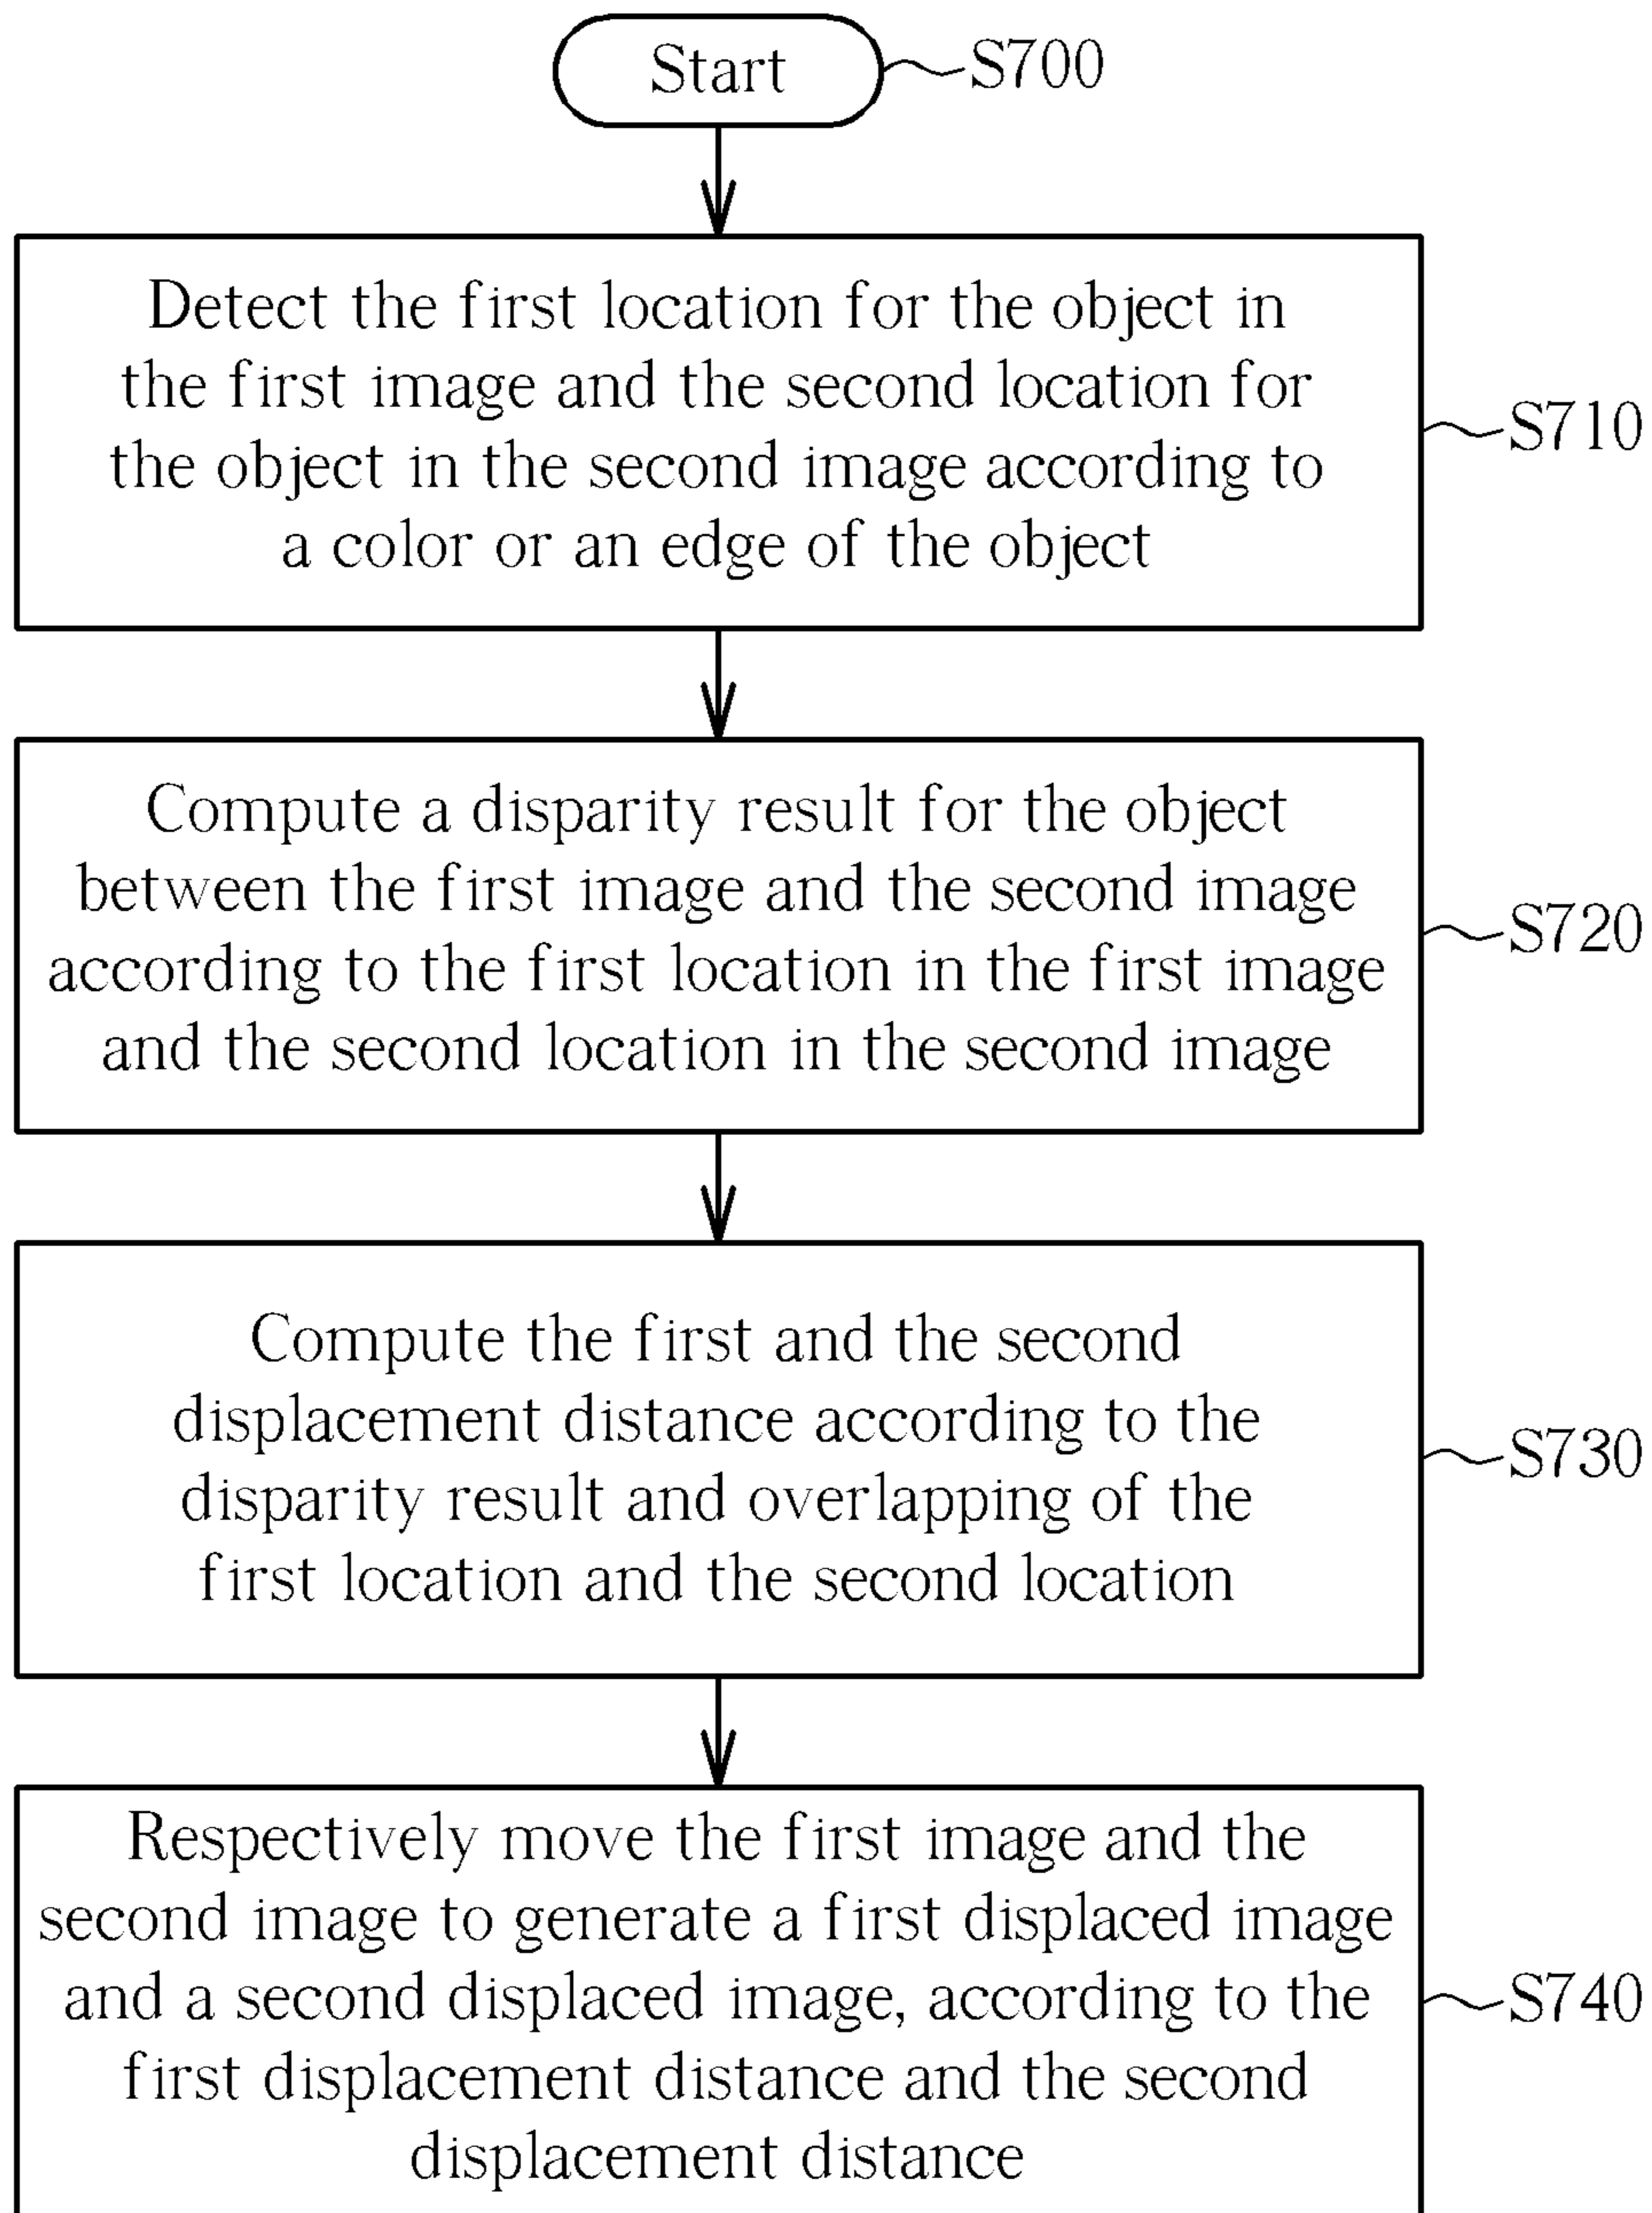 Start
S700
Detect the first location for the object in
the first image and the second location for
the object in the second image according to
a color or an edge of the object
S710
Compute a disparity result for the object
between the first image and the second image
according to the first location in the first image
and the second location in the second image
S720
Compute the first and the second
displacement distance according to the
disparity result and overlapping of the
first location and the second location
S730
Respectively move the first image and the
second image to generate a first displaced image
and a second displaced image, according to the
first displacement distance and the second
displacement distance
S740